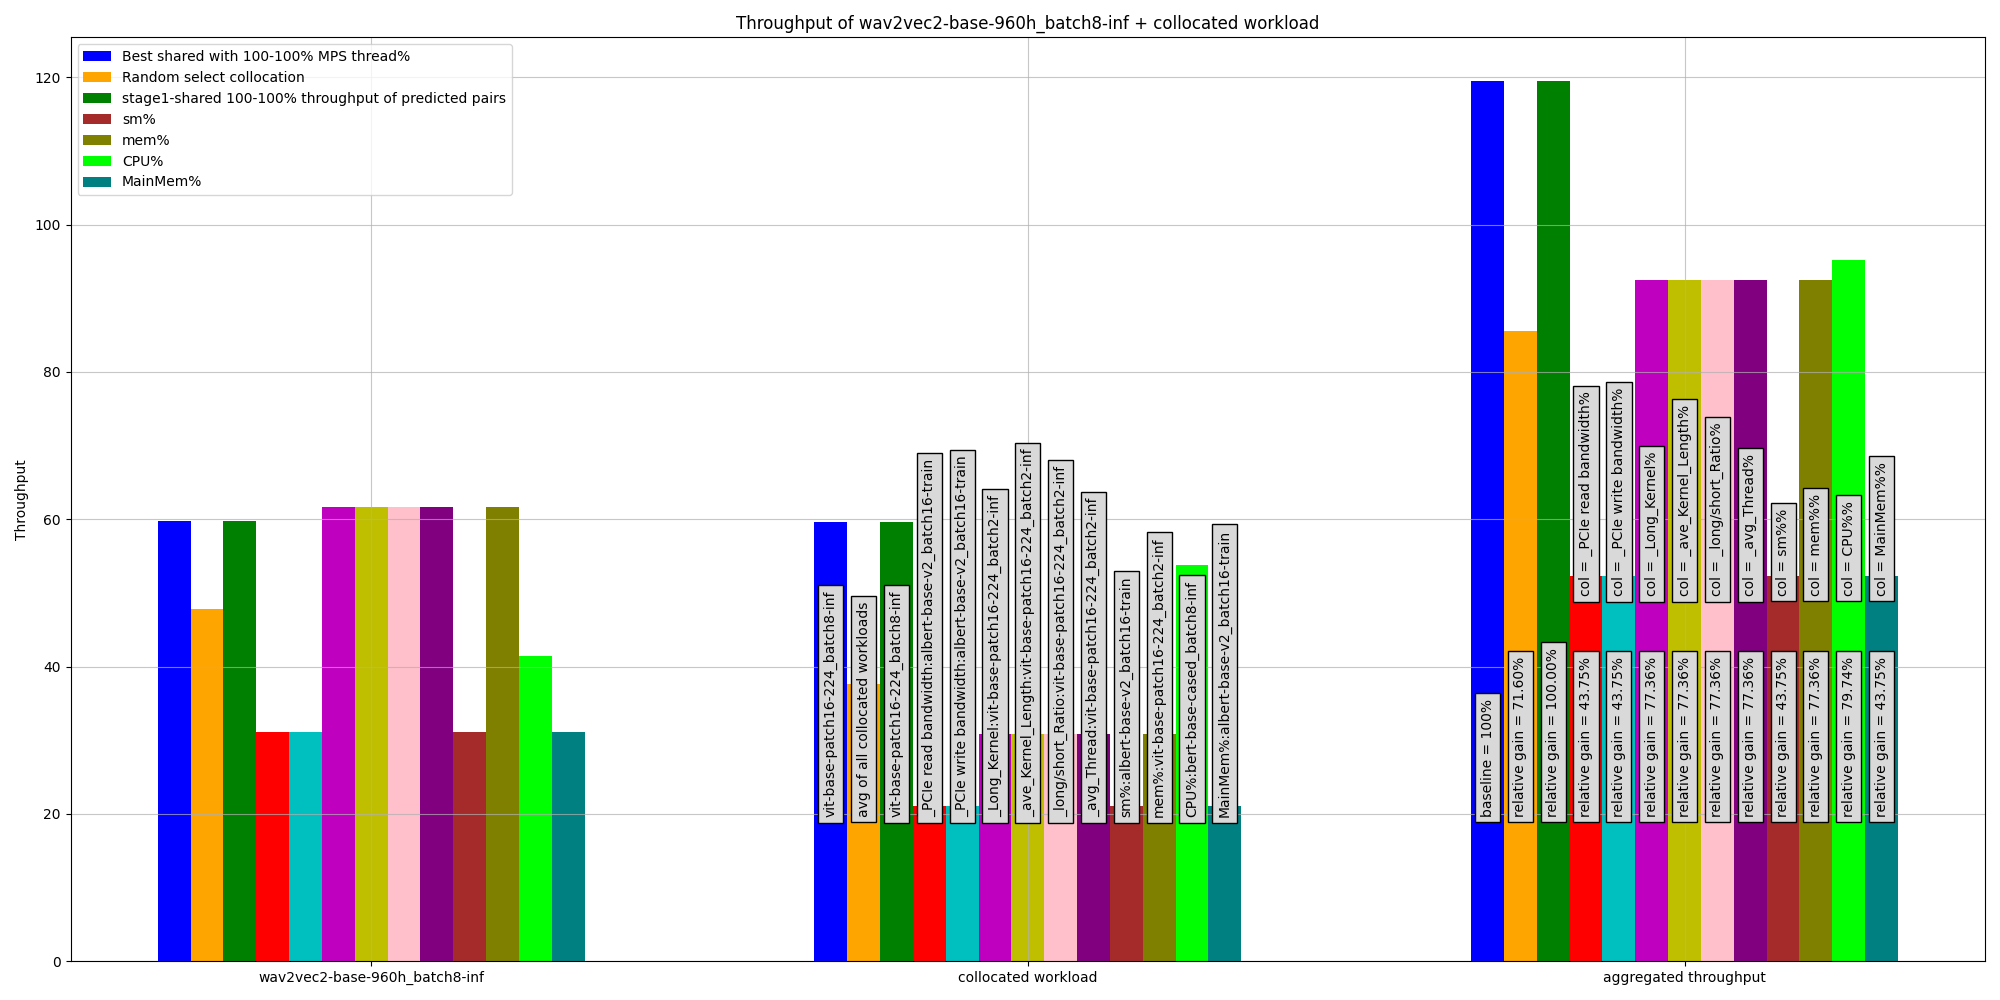 Throughput of wav2vec2-base-960h_batch8-inf + collocated workload
Best shared with 100-100% MPS thread%
Random select collocation
stage1-shared 100-100% throughput of predicted pairs
sm%
mem%
CPU%
MainMem%
Throughput
120
100
80
60
40
20
0
vit-base-patch16-224_batch8-inf
avg of all collocated workloads
vit-base-patch16-224_batch8-inf
_PCIe read bandwidth:albert-base-v2_batch16-train
_PCIe write bandwidth:albert-base-v2_batch16-train
_Long_Kernel:vit-base-patch16-224_batch2-inf
_ave_Kernel_Length:vit-base-patch16-224_batch2-inf
_long/short_Ratio:vit-base-patch16-224_batch2-inf
_avg_Thread:vit-base-patch16-224_batch2-inf
sm%:albert-base-v2_batch16-train
mem%:vit-base-patch16-224_batch2-inf
CPU%:bert-base-cased_batch8-inf
MainMem%:albert-base-v2_batch16-train
col = _PCIe read bandwidth%
col = _PCIe write bandwidth%
col = _Long_Kernel%
col = _ave_Kernel_Length%
col = _long/short_Ratio%
col = _avg_Thread%
col = sm%%
col = mem%%
col = CPU%%
col = MainMem%%
baseline = 100%
relative gain = 71.60%
relative gain = 100.00%
relative gain = 43.75%
relative gain = 43.75%
relative gain = 77.36%
relative gain = 77.36%
relative gain = 77.36%
relative gain = 77.36%
relative gain = 43.75%
relative gain = 77.36%
relative gain = 79.74%
relative gain = 43.75%
wav2vec2-base-960h_batch8-inf
collocated workload
aggregated throughput